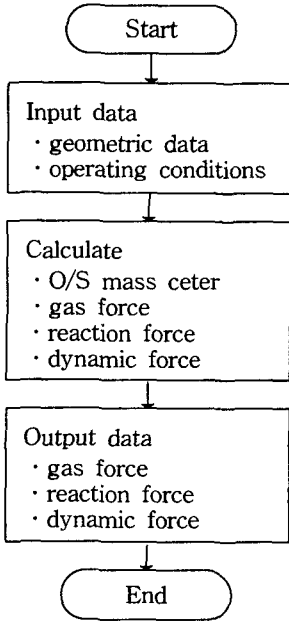 Start
Input data
· geometric data
· operating conditions
Calculate
· O/S mass ceter
· gas force
· reaction force
· dynamic force
Output data
· gas force
· reaction force
· dynamic force
End